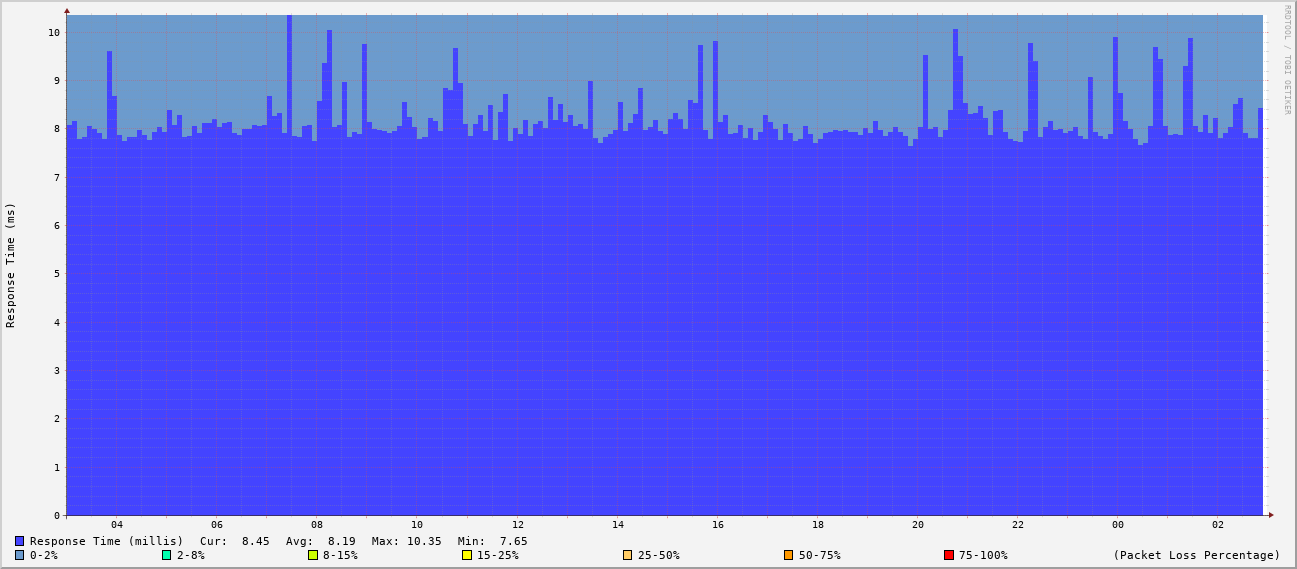 RRDTOOL / TOBI OETIKER
Response Time (ms)
10
9
8
7
6
5
4
3
2
1
0
04 06 08 10 12 14 16 18 20 22 00 02
Response Time (millis) Cur: 8.45 Avg: 8.19 Max: 10.35 Min: 7.65
0-2% 2-8% 8-15% 15-25% 25-50% 50-75% 75-100% (Packet Loss Percentage)